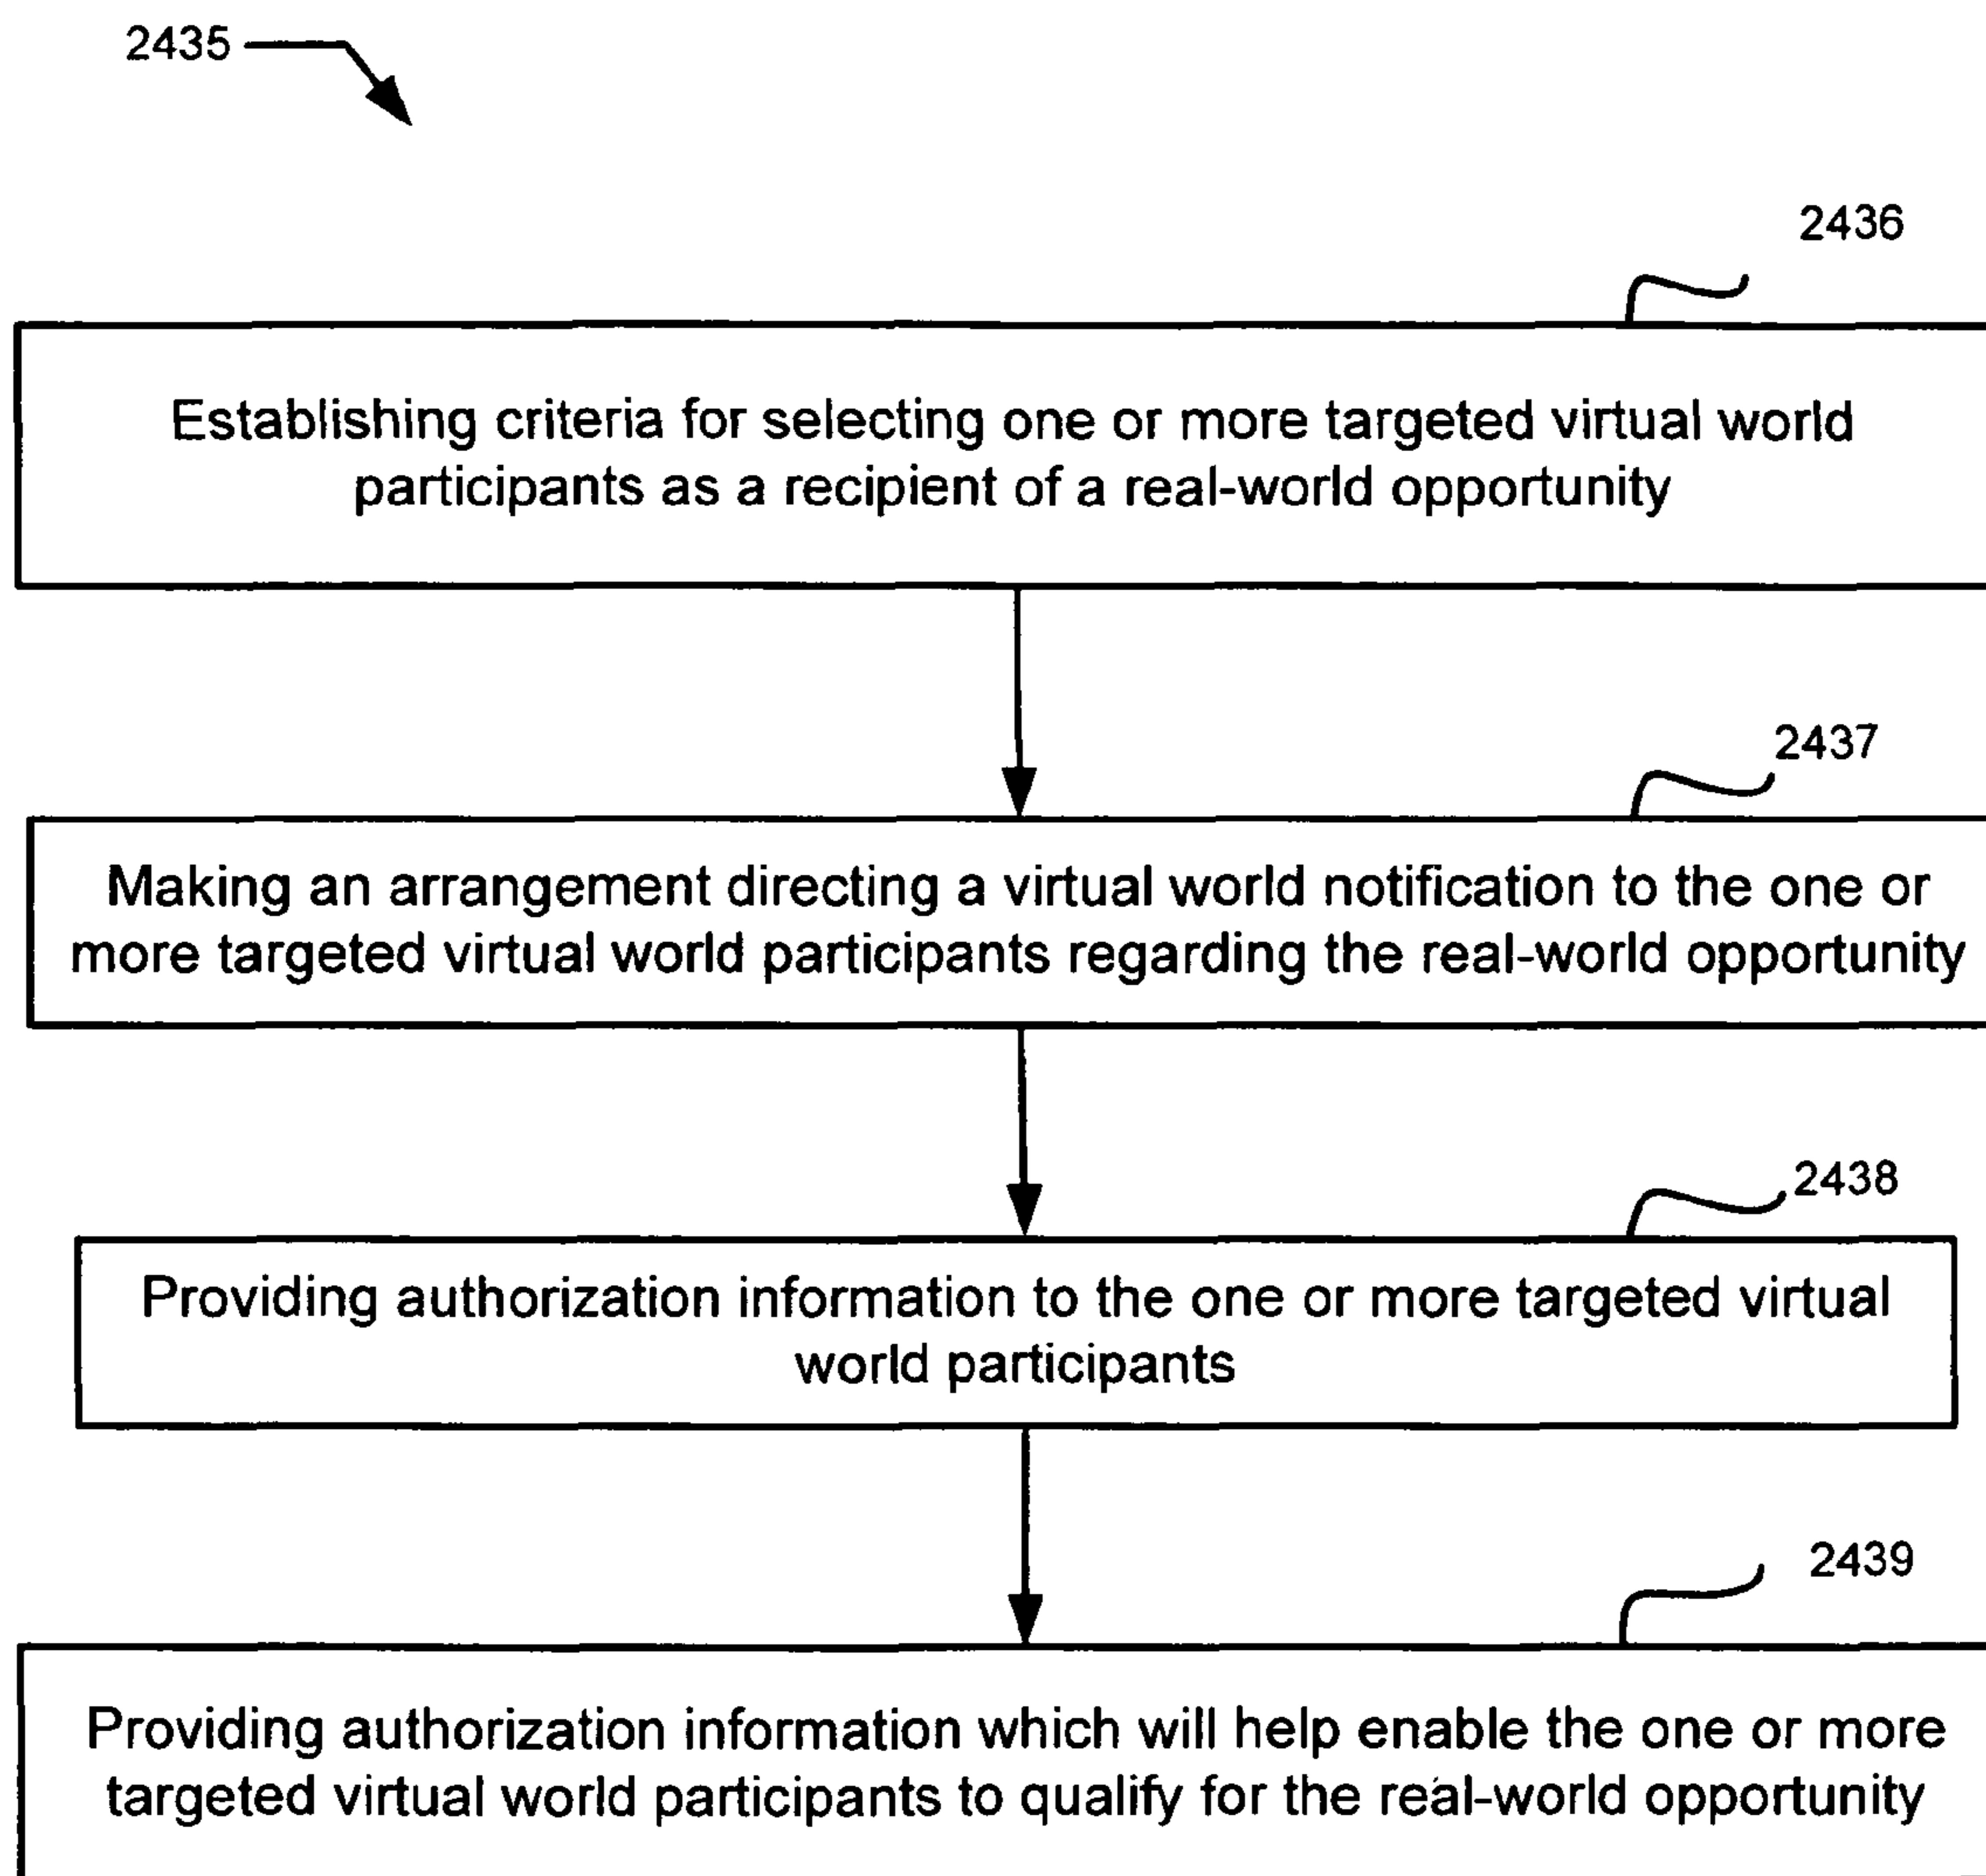 2435
2436
Establishing criteria for selecting one or more targeted virtual world
participants as a recipient of a real-world opportunity
2437
Making an arrangement directing a virtual world notification to the one or
more targeted virtual world participants regarding the real-world opportunity
2438
Providing authorization information to the one or more targeted virtual
world participants
2439
Providing authorization information which will help enable the one or more
targeted virtual world participants to qualify for the real-world opportunity